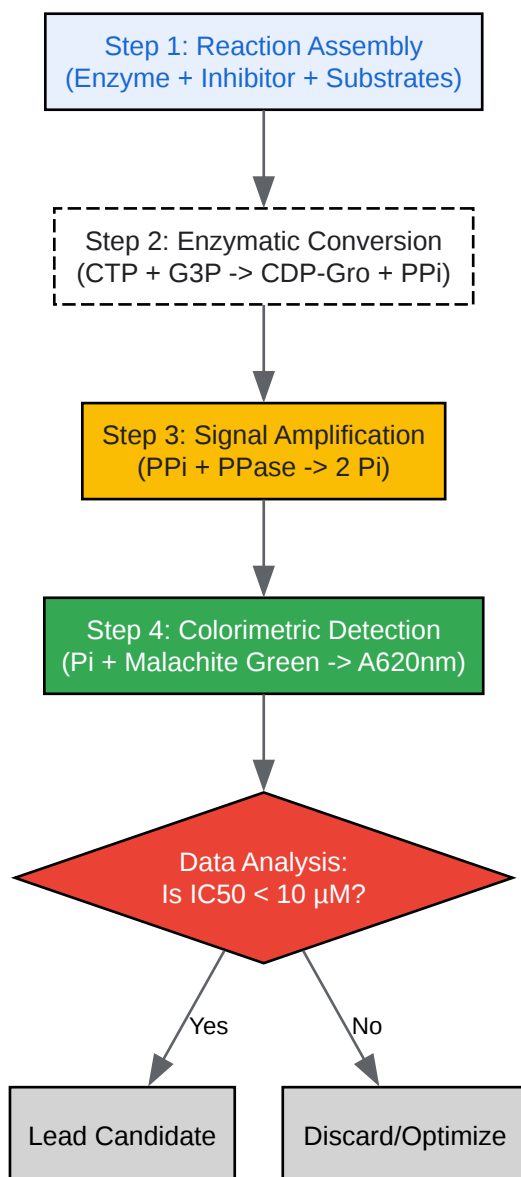 Step 1: Reaction Assembly
(Enzyme + Inhibitor + Substrates)
Step 2: Enzymatic Conversion
(CTP + G3P -> CDP-Gro + PPi)
Step 3: Signal Amplification
(PPi + PPase -> 2 Pi)
Step 4: Colorimetric Detection
(Pi + Malachite Green -> A620nm)
Data Analysis:
Is IC50 < 10 µM?
Yes
No
Lead Candidate
Discard/Optimize